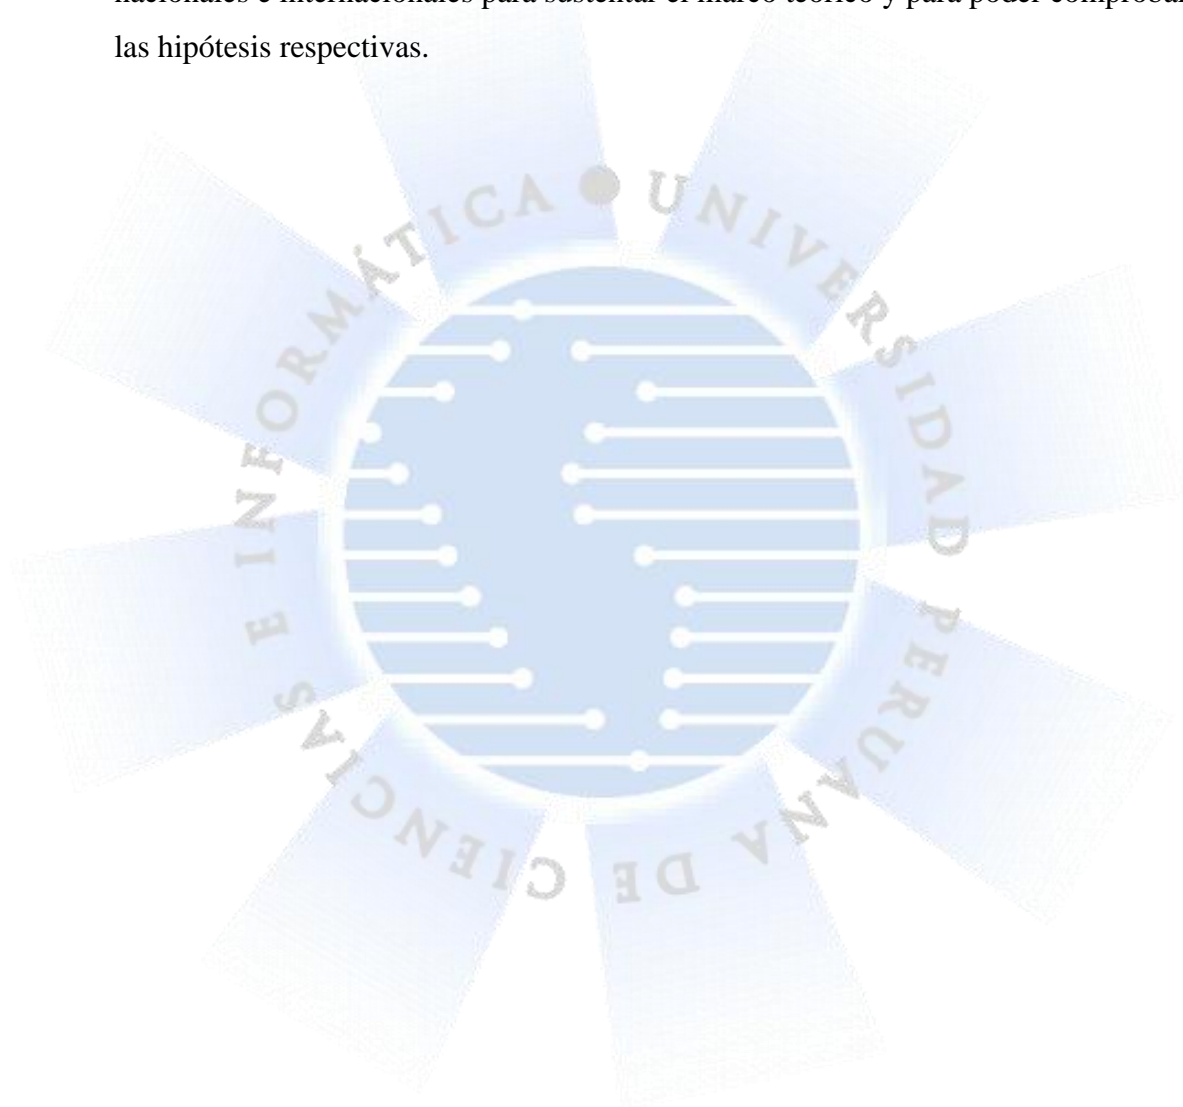 nacionales e internacionales para sustentar el marco teórico y para poder comprobar
las hipótesis respectivas.
UNIVERSIDAD PERUANA DE CIENCIAS E INFORMÁTICA